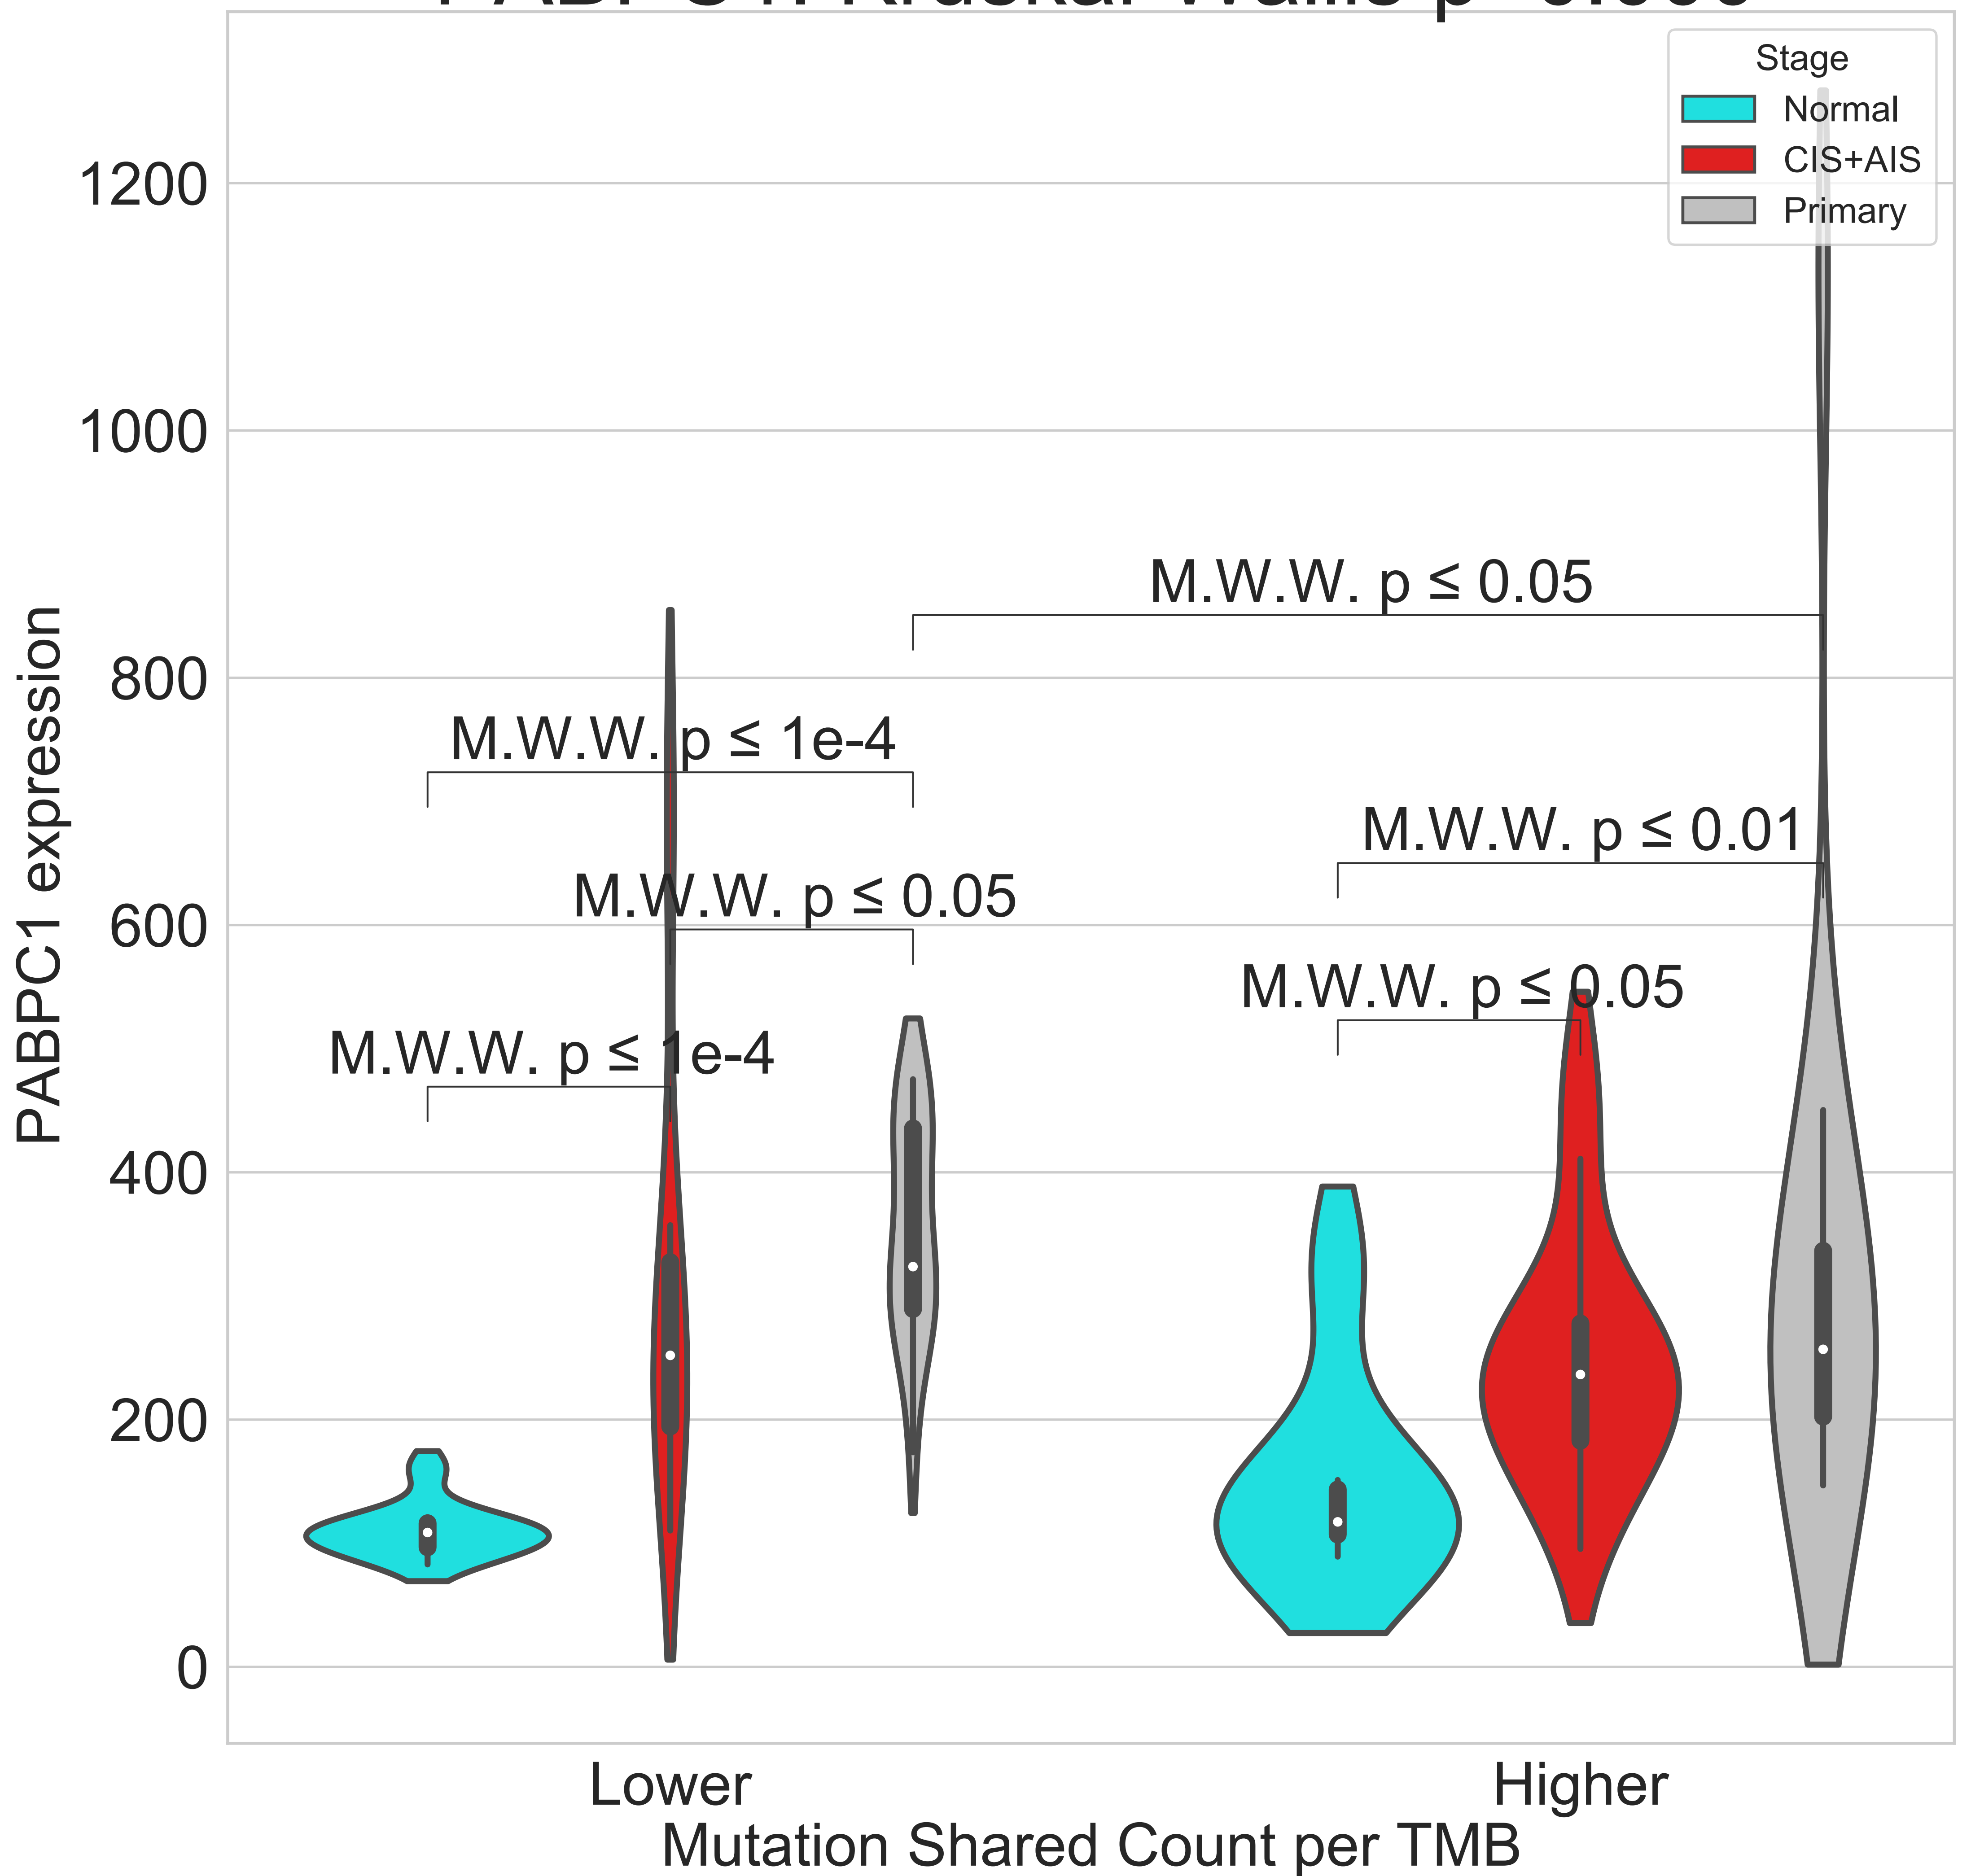 Stage
Normal
CIS+AIS
Primary
1200
1000
800
600
400
200
0
PABPC1 expression
M.W.W. p ≤ 0.05
M.W.W. p ≤ 1e-4
M.W.W. p ≤ 0.01
M.W.W. p ≤ 0.05
M.W.W. p ≤ 0.05
M.W.W. p ≤ 1e-4
Lower
Higher
Mutation Shared Count per TMB